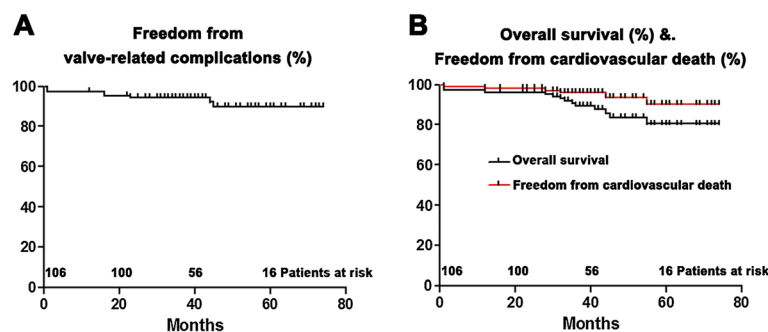 A
Freedom from
valve-related complications (%)
100
80
60
40
20
0
106 100 56 16 Patients at risk
0 20 40 60 80
Months
B
Overall survival (%) &.
Freedom from cardiovascular death (%)
100
80
60
40
20
0
Overall survival
Freedom from cardiovascular death
106 100 56 16 Patients at risk
0 20 40 60 80
Months